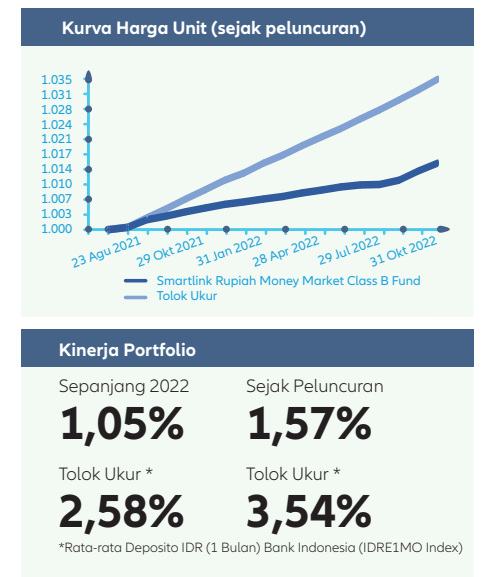 Kurva Harga Unit (sejak peluncuran)
1.035
1.031
1.028
1.024
1.021
1.017
1.014
1.010
1.007
1.003
1.000
23 Agu 2021
29 Okt 2021
31 Jan 2022
28 Apr 2022
29 Jul 2022
31 Okt 2022
Smartlink Rupiah Money Market Class B Fund
Tolok Ukur
Kinerja Portfolio
Sepanjang 2022
Sejak Peluncuran
1,05%
1,57%
Tolok Ukur *
Tolok Ukur *
2,58%
3,54%
*Rata-rata Deposito IDR (1 Bulan) Bank Indonesia (IDRE1MO Index)